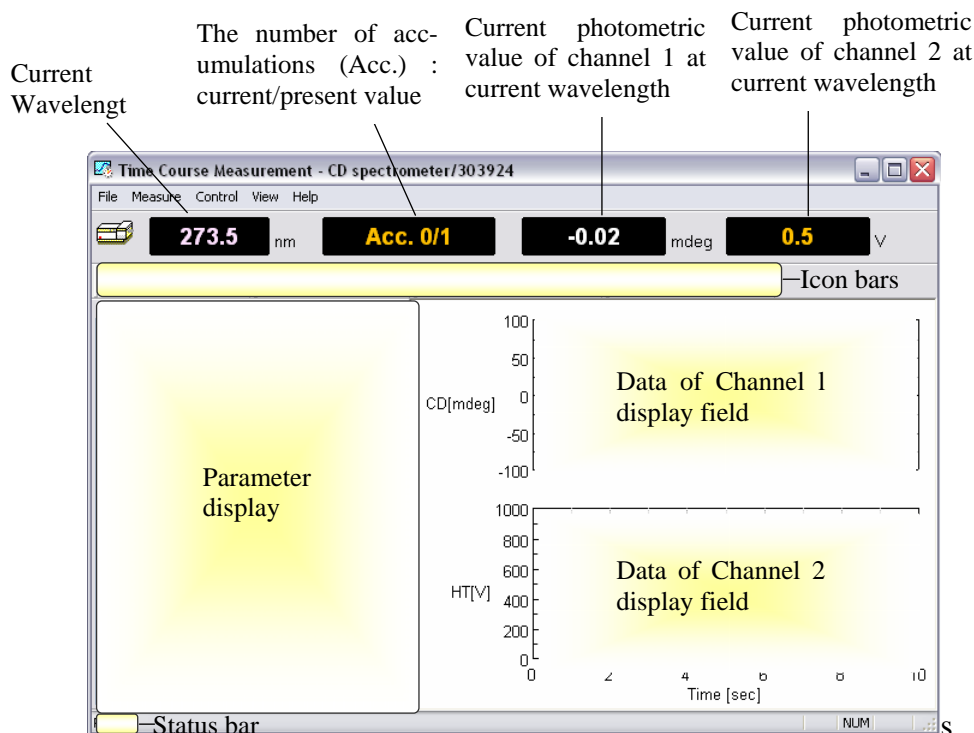 The number of acc-
umulations (Acc.) :
current/present value
Current photometric
value of channel 1 at
current wavelength
Current photometric
value of channel 2 at
current wavelength
Current
Wavelengt
Time Course Measurement - CD spectrometer/303924
File Measure Control View Help
273.5 nm Acc. 0/1 -0.02 mdeg 0.5 V
Icon bars
Parameter
display
100
50
CD[mdeg] 0
-50
-100
Data of Channel 1
display field
1000
800
600
HT[V] 400
200
0
Data of Channel 2
display field
0 2 4 6 8 10
Time [sec]
Status bar
NUM
s